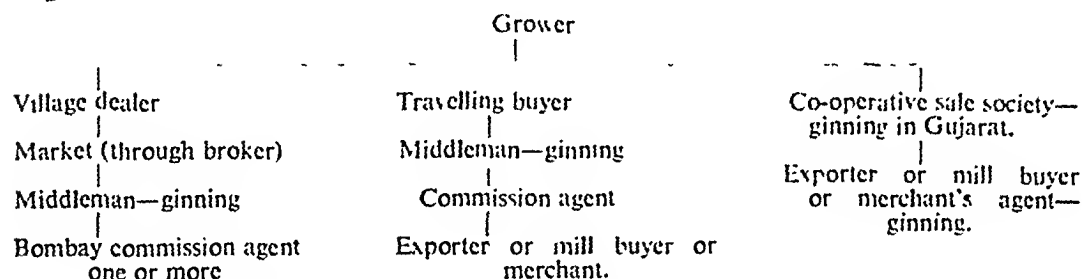 Grower
Village dealer
Market (through broker)
Middleman—ginning
Bombay commission agent
one or more
Travelling buyer
Middleman—ginning
Commission agent
Exporter or mill buyer or
merchant.
Co-operative sale society—
ginning in Gujarat.
Exporter or mill buyer
or merchant's agent—
ginning.